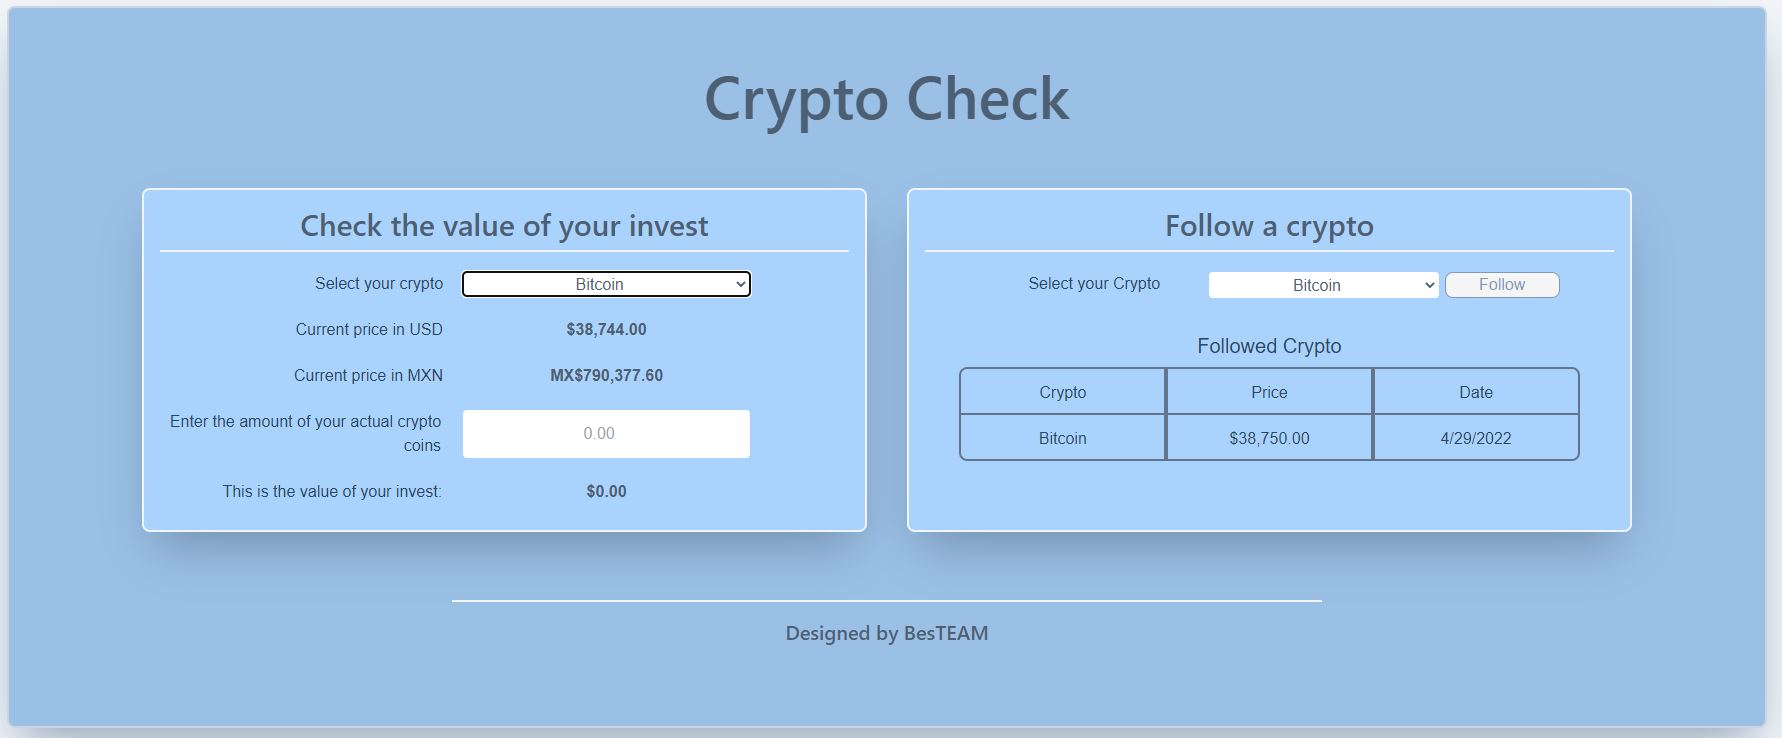 Crypto Check
Check the value of your invest
Select your crypto Bitcoin
Current price in USD $38,744.00
Current price in MXN MX$790,377.60
Enter the amount of your actual crypto
coins 0.00
This is the value of your invest: $0.00
Follow a crypto
Select your Crypto Bitcoin Follow
Followed Crypto
Crypto Price Date
Bitcoin $38,750.00 4/29/2022
Designed by BesTEAM